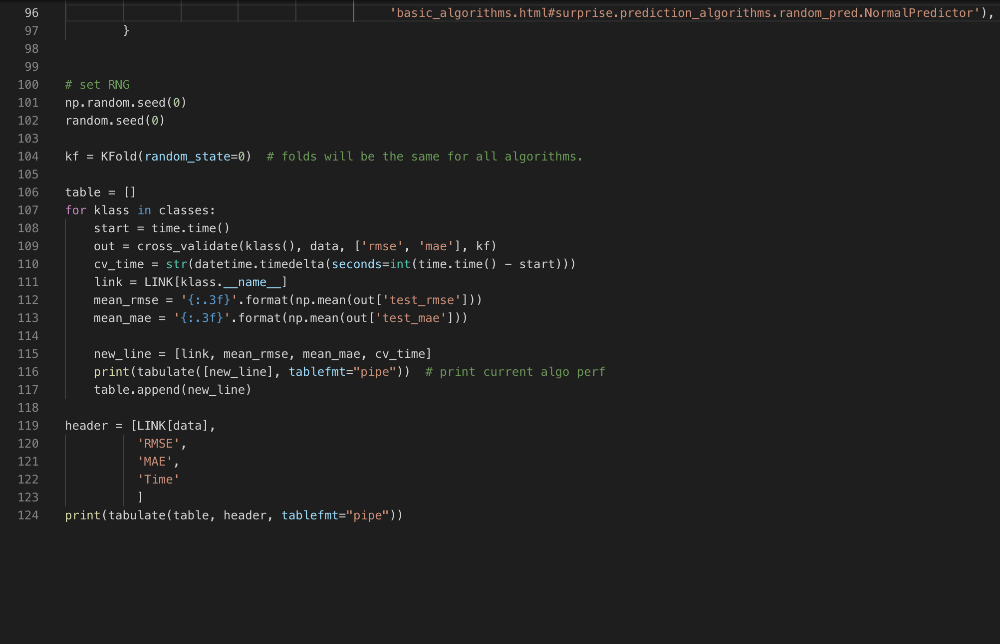 96 'basic_algorithms.html#surprise.prediction_algorithms.random_pred.NormalPredictor'),
97 }
98
99
100 # set RNG
101 np.random.seed(0)
102 random.seed(0)
103
104 kf = KFold(random_state=0)  # folds will be the same for all algorithms.
105
106 table = []
107 for klass in classes:
108     start = time.time()
109     out = cross_validate(klass(), data, ['rmse', 'mae'], kf)
110     cv_time = str(datetime.timedelta(seconds=int(time.time() - start)))
111     link = LINK[klass.__name__]
112     mean_rmse = '{:.3f}'.format(np.mean(out['test_rmse']))
113     mean_mae = '{:.3f}'.format(np.mean(out['test_mae']))
114
115     new_line = [link, mean_rmse, mean_mae, cv_time]
116     print(tabulate([new_line], tablefmt="pipe"))  # print current algo perf
117     table.append(new_line)
118
119 header = [LINK[data],
120           'RMSE',
121           'MAE',
122           'Time'
123           ]
124 print(tabulate(table, header, tablefmt="pipe"))